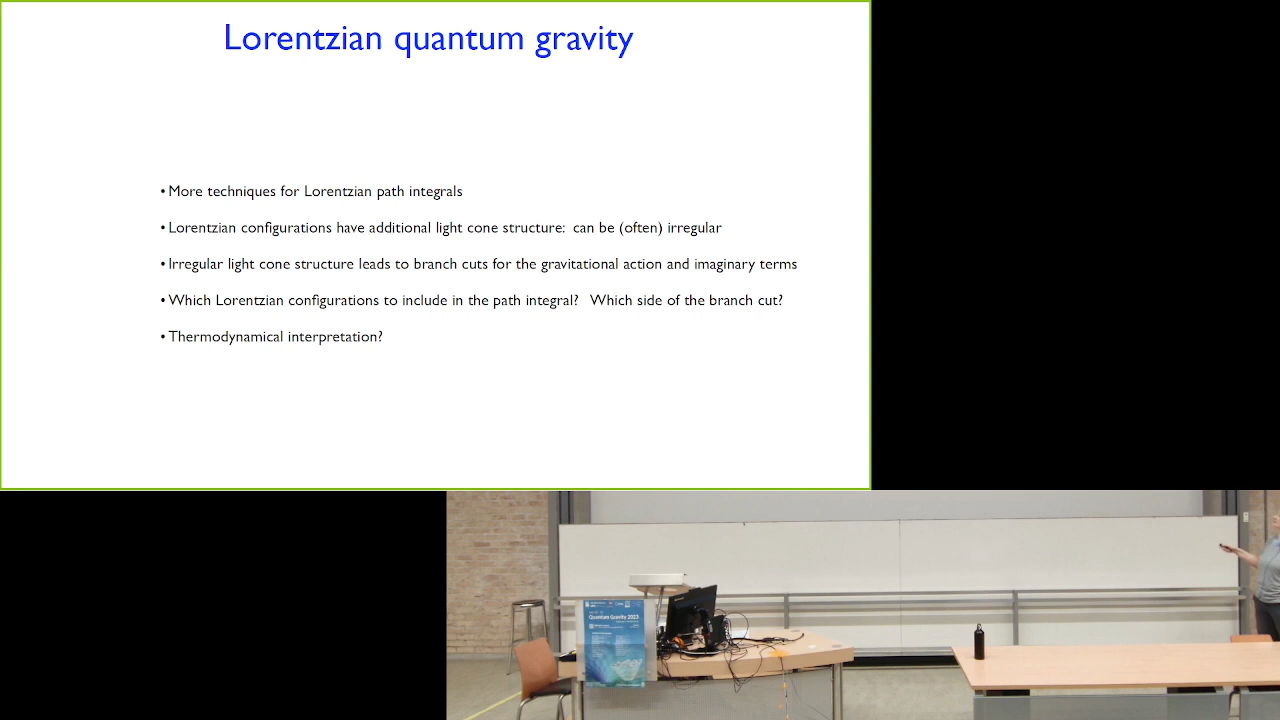 Lorentzian quantum gravity
• More techniques for Lorentzian path integrals
• Lorentzian configurations have additional light cone structure: can be (often) irregular
• Irregular light cone structure leads to branch cuts for the gravitational action and imaginary terms
• Which Lorentzian configurations to include in the path integral? Which side of the branch cut?
• Thermodynamical interpretation?
Quantum Gravity 2023